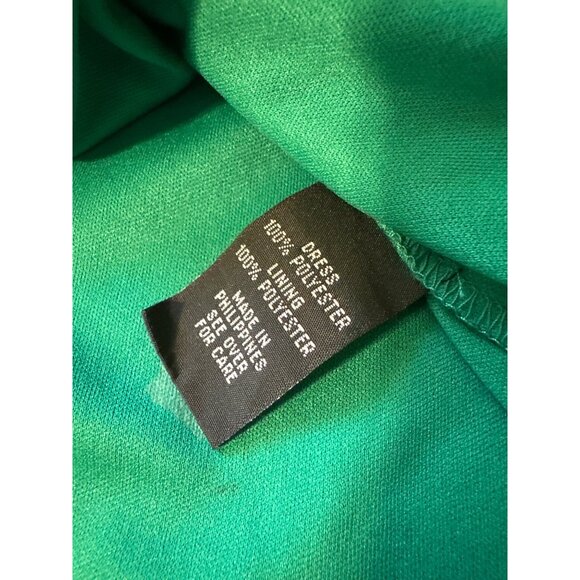 DRESS
100% POLYESTER
LINING
100% POLYESTER
MADE IN
PHILIPPINES
SEE OVER
FOR CARE